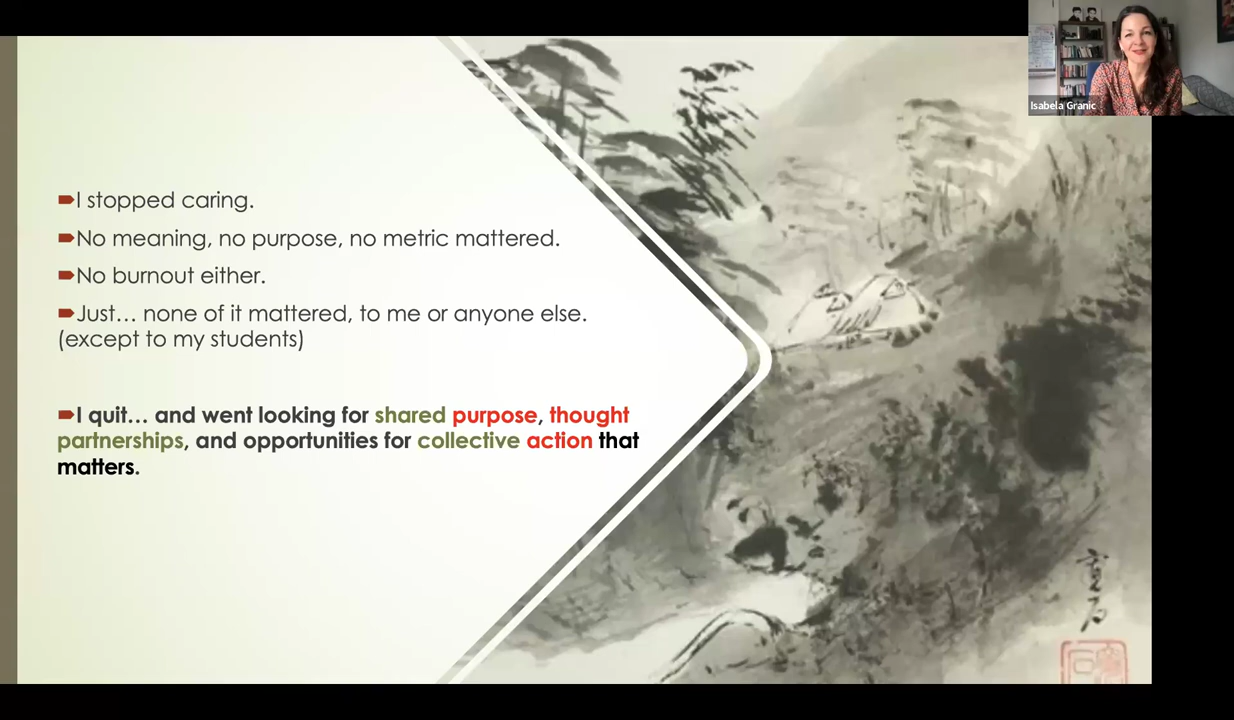 Isabela Granic
I stopped caring.
No meaning, no purpose, no metric mattered.
No burnout either.
Just… none of it mattered, to me or anyone else.
(except to my students)
I quit… and went looking for shared purpose, thought
partnerships, and opportunities for collective action that
matters.